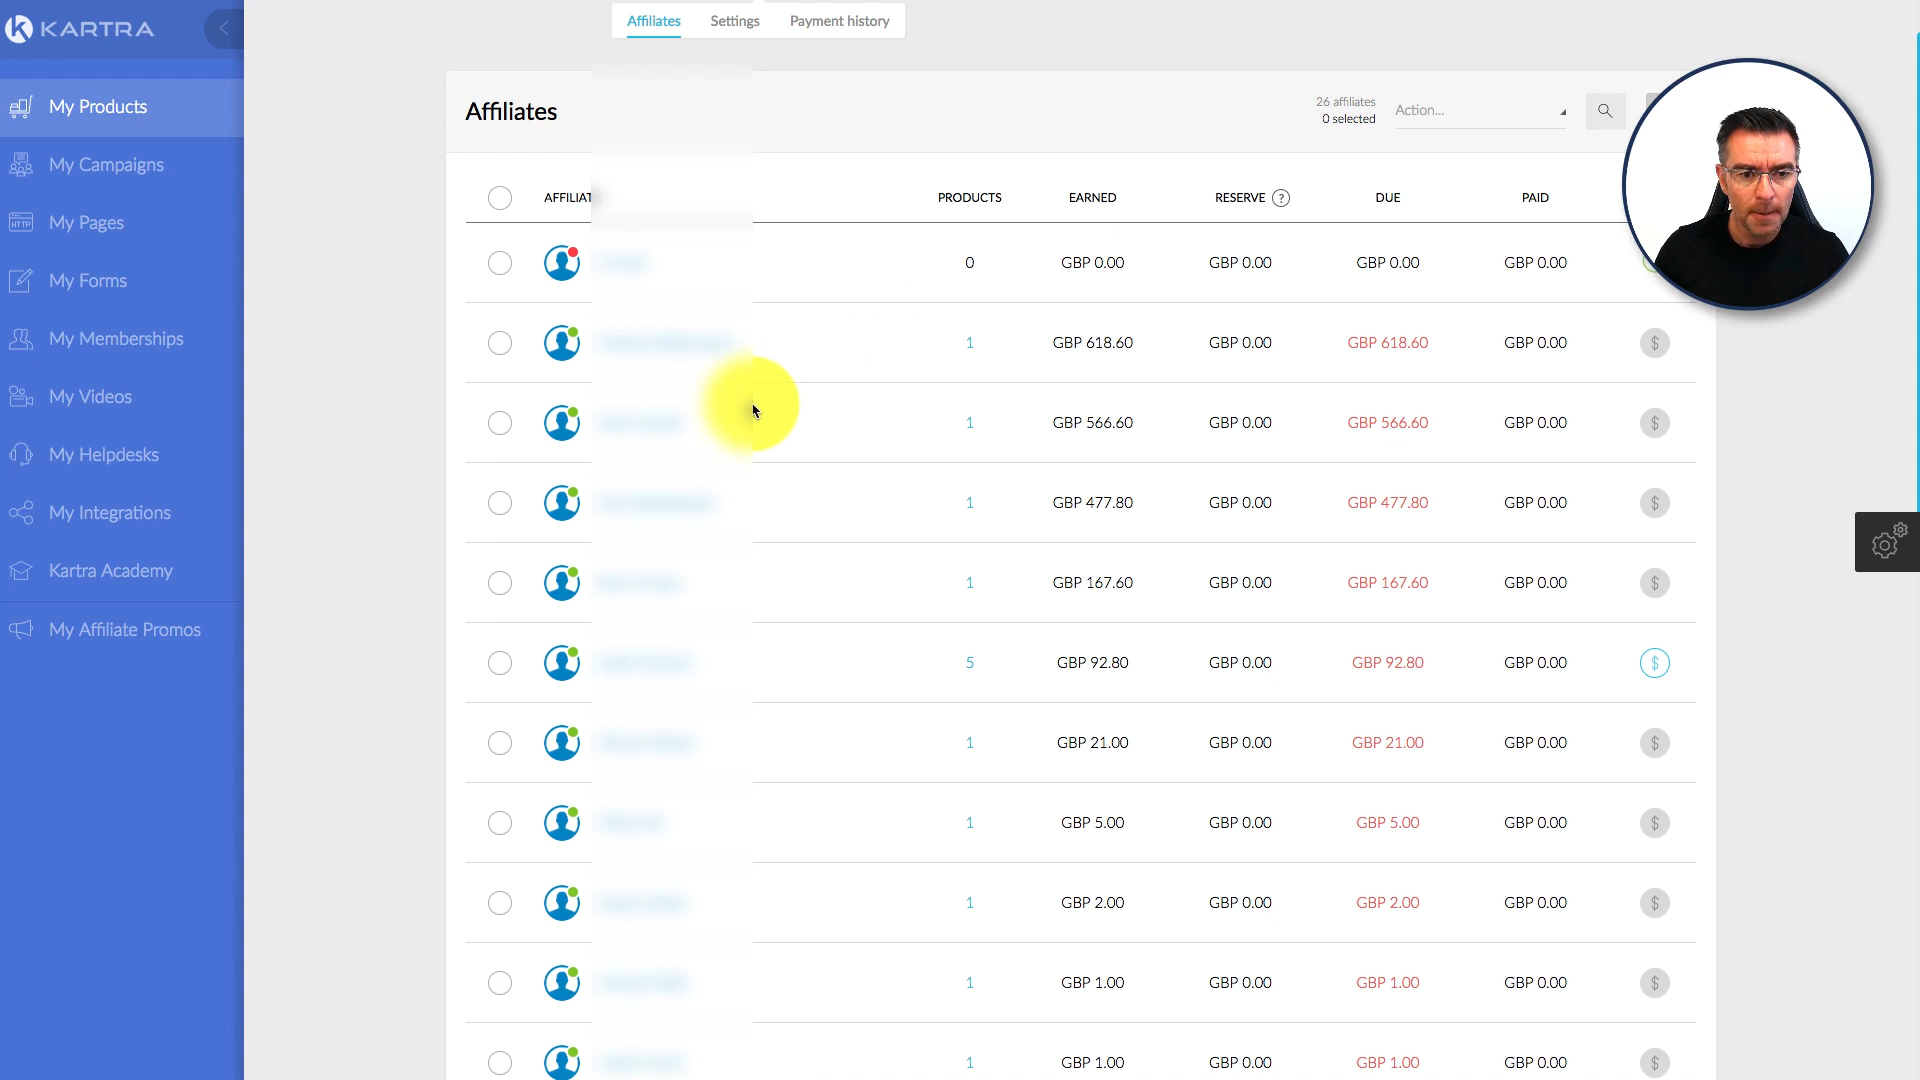 KARTRA
My Products
My Campaigns
My Pages
HTTP
My Forms
My Memberships
My Videos
My Helpdesks
My Integrations
Kartra Academy
My Affiliate Promos
Affiliates Settings Payment history
Affiliates
26 affiliates
0 selected
Action...
AFFILIAT PRODUCTS EARNED RESERVE ? DUE PAID
0 GBP 0.00 GBP 0.00 GBP 0.00 GBP 0.00
1 GBP 618.60 GBP 0.00 GBP 618.60 GBP 0.00 $
1 GBP 566.60 GBP 0.00 GBP 566.60 GBP 0.00 $
1 GBP 477.80 GBP 0.00 GBP 477.80 GBP 0.00 $
1 GBP 167.60 GBP 0.00 GBP 167.60 GBP 0.00 $
5 GBP 92.80 GBP 0.00 GBP 92.80 GBP 0.00 $
1 GBP 21.00 GBP 0.00 GBP 21.00 GBP 0.00 $
1 GBP 5.00 GBP 0.00 GBP 5.00 GBP 0.00 $
1 GBP 2.00 GBP 0.00 GBP 2.00 GBP 0.00 $
1 GBP 1.00 GBP 0.00 GBP 1.00 GBP 0.00 $
1 GBP 1.00 GBP 0.00 GBP 1.00 GBP 0.00 $